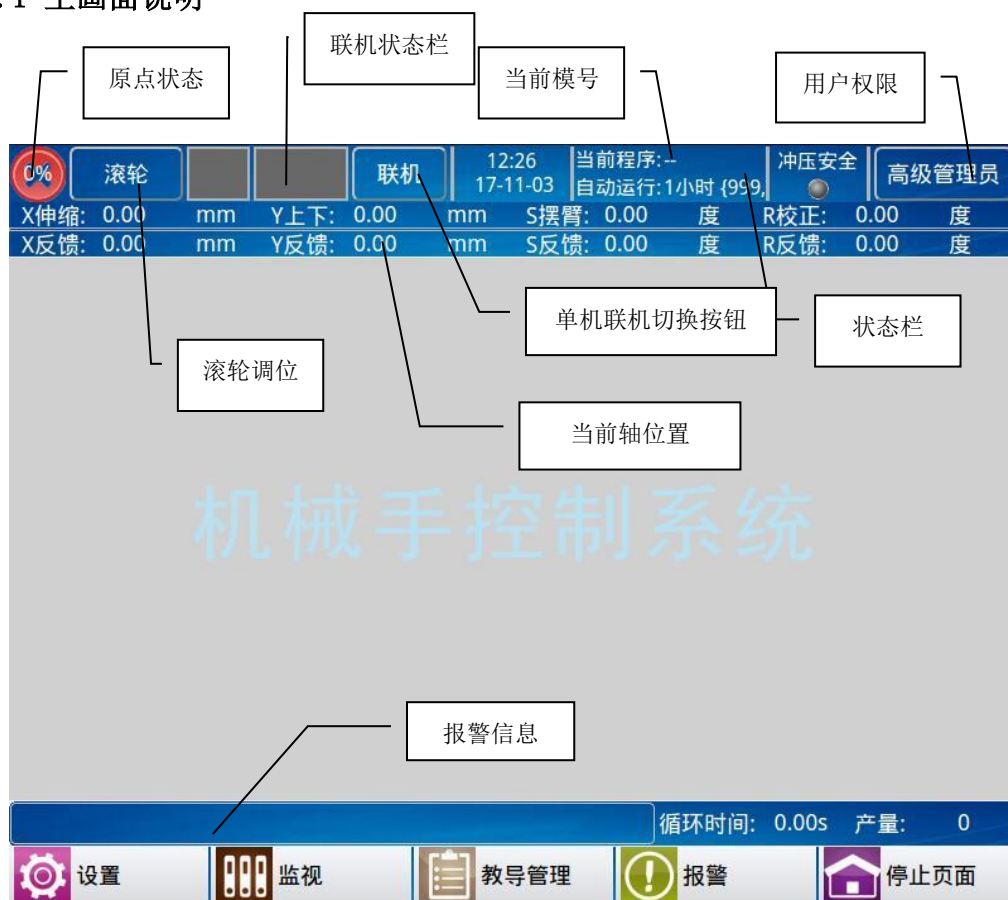 .1 主画面说明
联机状态栏
原点状态
当前模号
用户权限
0% 滚轮 联机 12:26 当前程序:-- 冲压安全 高级管理员
17-11-03 自动运行:1小时 {999,
X伸缩: 0.00 mm Y上下: 0.00 mm S摆臂: 0.00 度 R校正: 0.00 度
X反馈: 0.00 mm Y反馈: 0.00 mm S反馈: 0.00 度 R反馈: 0.00 度
单机联机切换按钮
状态栏
滚轮调位
当前轴位置
机械手控制系统
报警信息
循环时间: 0.00s 产量: 0
设置 监视 教导管理 报警 停止页面